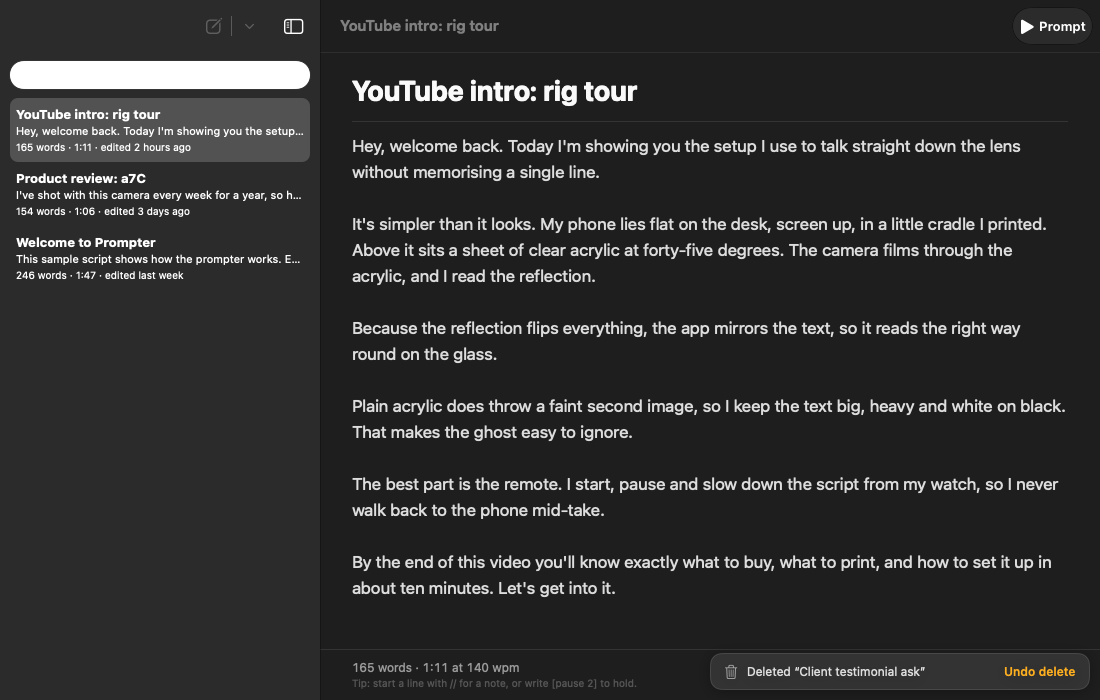 YouTube intro: rig tour
Prompt
YouTube intro: rig tour
Hey, welcome back. Today I'm showing you the setup...
165 words · 1:11 · edited 2 hours ago
Product review: a7C
I've shot with this camera every week for a year, so h...
154 words · 1:06 · edited 3 days ago
Welcome to Prompter
This sample script shows how the prompter works. E...
246 words · 1:47 · edited last week
YouTube intro: rig tour
Hey, welcome back. Today I'm showing you the setup I use to talk straight down the lens
without memorising a single line.
It's simpler than it looks. My phone lies flat on the desk, screen up, in a little cradle I printed.
Above it sits a sheet of clear acrylic at forty-five degrees. The camera films through the
acrylic, and I read the reflection.
Because the reflection flips everything, the app mirrors the text, so it reads the right way
round on the glass.
Plain acrylic does throw a faint second image, so I keep the text big, heavy and white on black.
That makes the ghost easy to ignore.
The best part is the remote. I start, pause and slow down the script from my watch, so I never
walk back to the phone mid-take.
By the end of this video you'll know exactly what to buy, what to print, and how to set it up in
about ten minutes. Let's get into it.
165 words · 1:11 at 140 wpm
Tip: start a line with // for a note, or write [pause 2] to hold.
Deleted “Client testimonial ask”
Undo delete